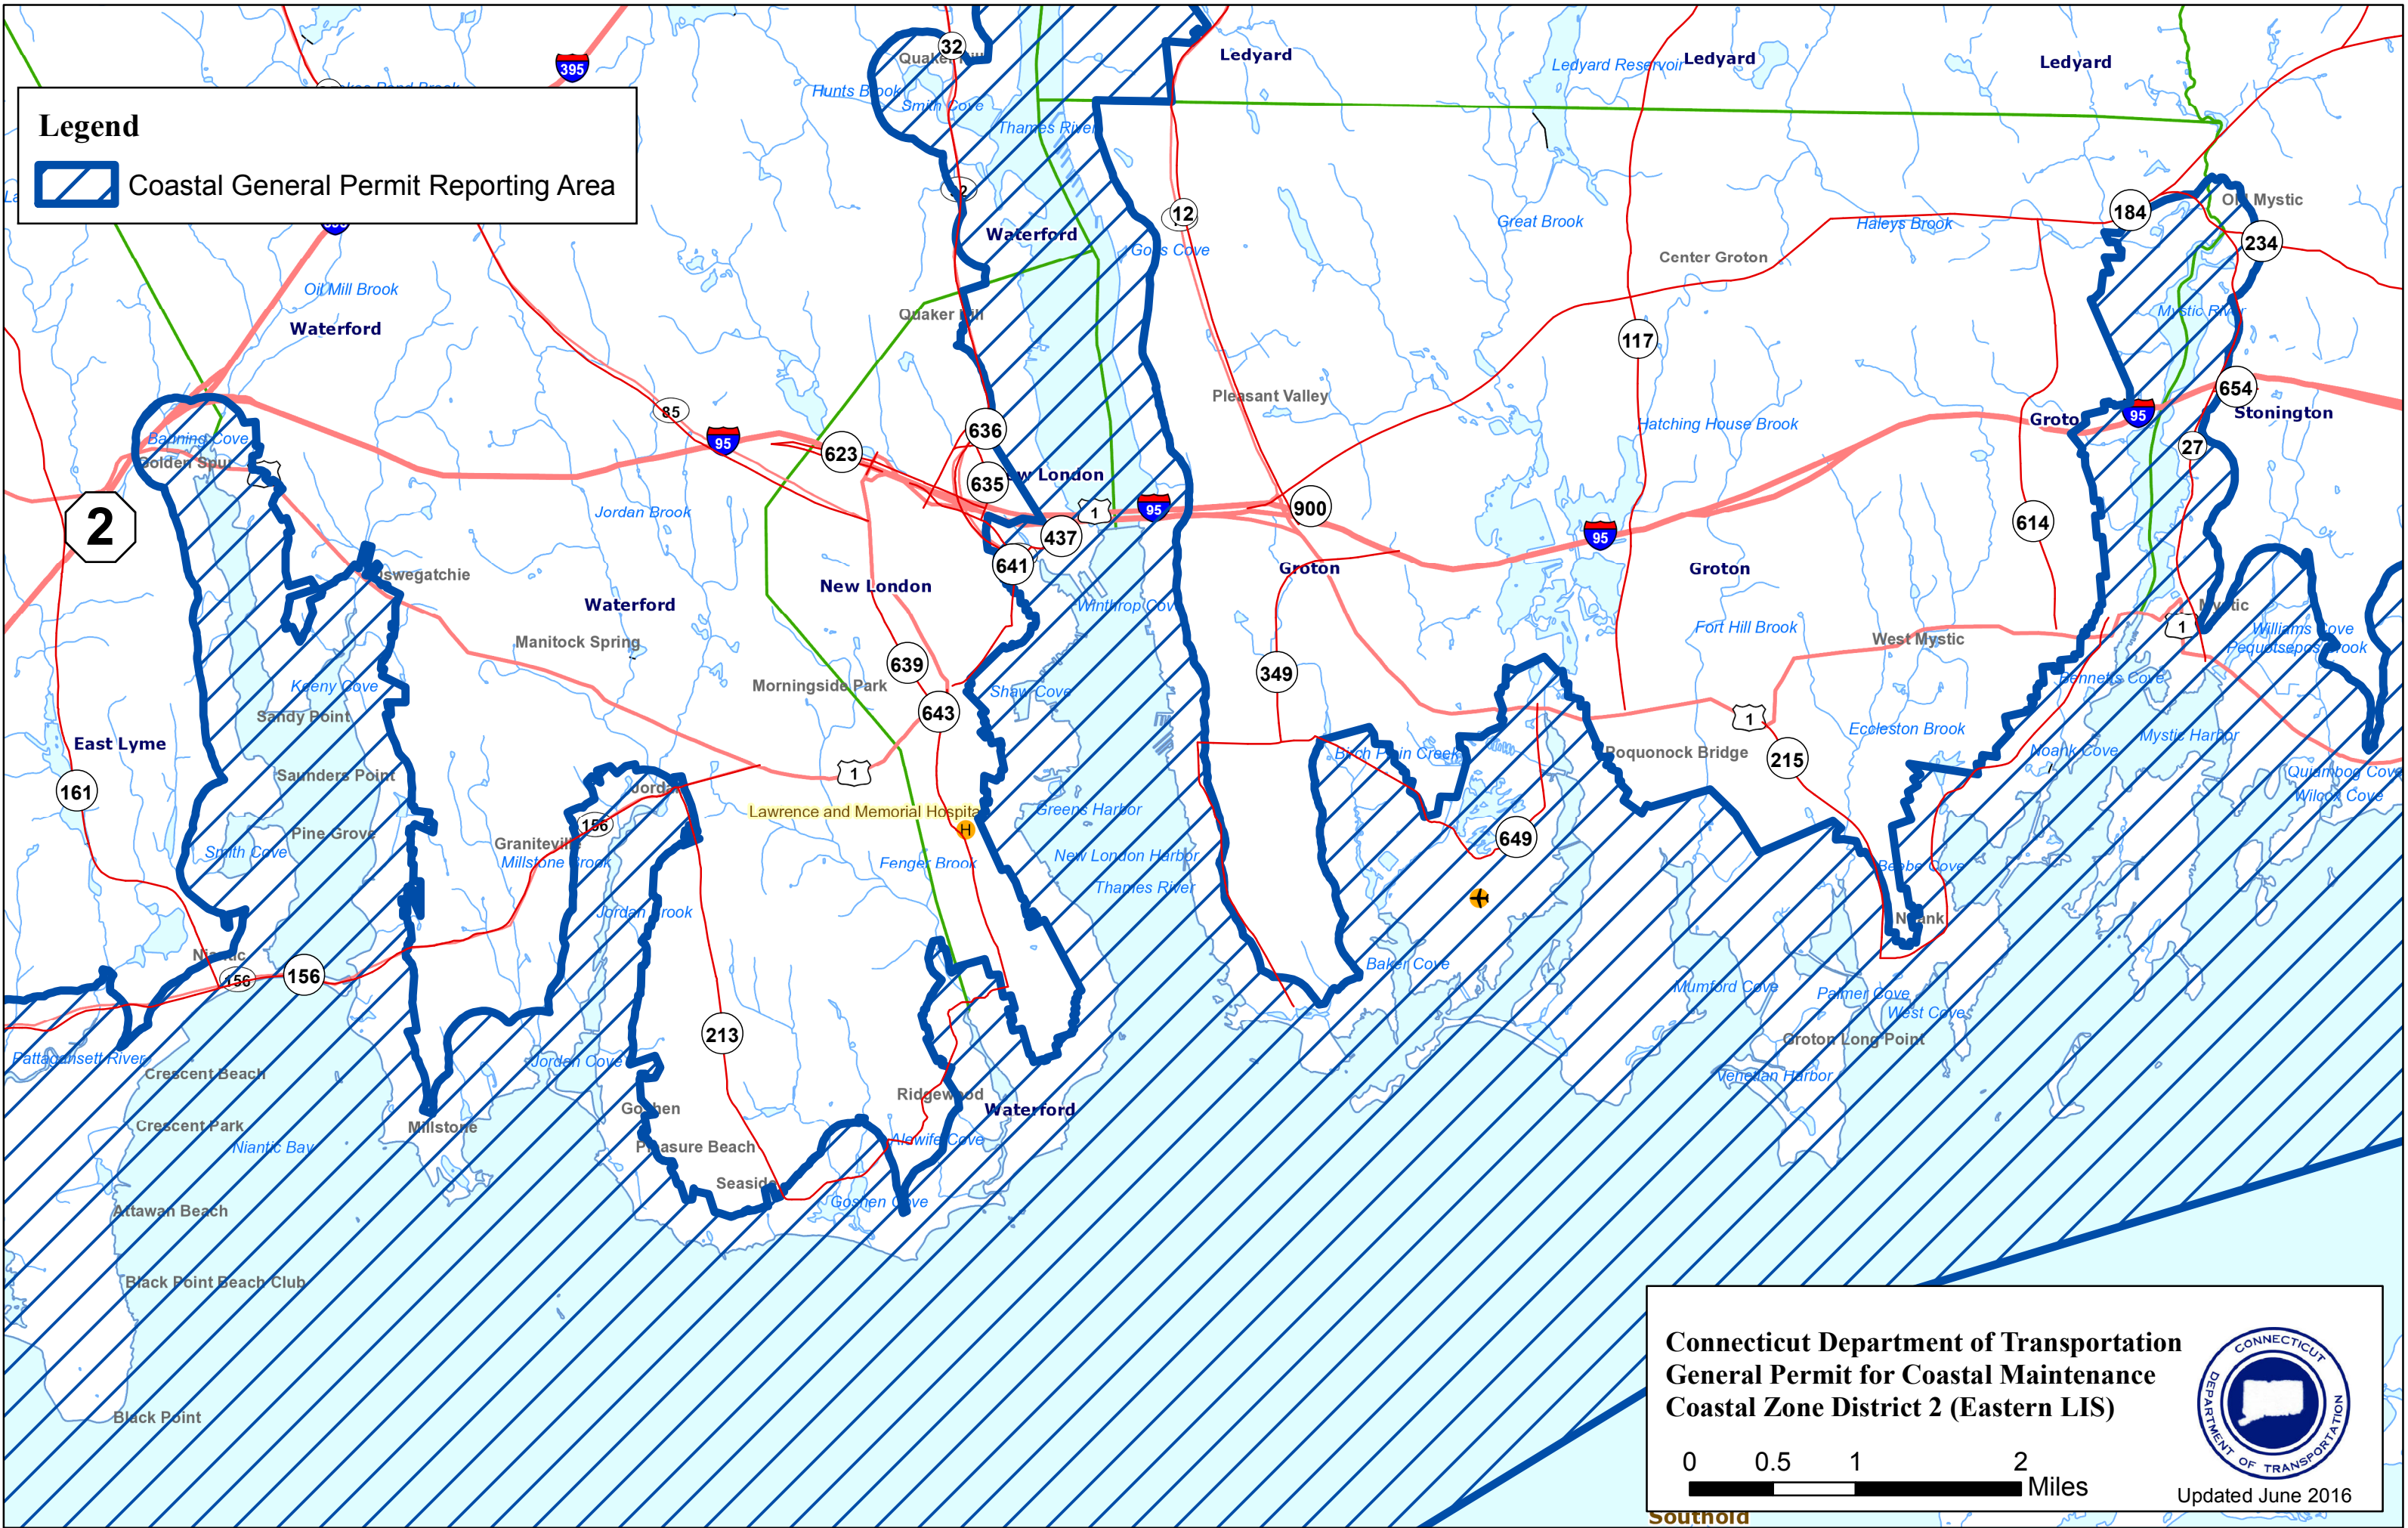 32
Ledyard
Ledyard
Ledyard
395
Ledyard Reservoir
Hunts Brook
Smith Cove
Legend
Thames River
Coastal General Permit Reporting Area
184
Old Mystic
12
Great Brook
Haleys Brook
Waterford
234
Center Groton
Oil Mill Brook
Mystic River
Quaker Hill
Waterford
117
Pleasant Valley
654
85
95
Stonington
Hatching House Brook
636
95
Banning Cove
623
27
Golden Spur
635
2
Jordan Brook
1
95
900
614
437
95
641
Groton
Groton
Oswegatchie
New London
Waterford
Winthrop Cove
Mystic
Manitock Spring
Fort Hill Brook
West Mystic
1
Williams Cove
Pequotsepos Brook
639
349
Bennetts Cove
Keeny Cove
Morningside Park
Shaw Cove
Sandy Point
643
1
Eccleston Brook
Mystic Harbor
East Lyme
Birch Plain Creek
Poquonock Bridge
215
Noank Cove
Saunders Point
1
Quiambog Cove
161
Jordan
Lawrence and Memorial Hospital
H
Greens Harbor
Wilcox Cove
Pine Grove
156
649
Graniteville
Smith Cove
Millstone Brook
Fenger Brook
New London Harbor
Beebe Cove
Thames River
Jordan Brook
Noank
Niantic
156
156
Baker Cove
Mumford Cove
Palmer Cove
West Cove
213
Groton Long Point
Pattagansett River
Jordan Cove
Crescent Beach
Venetian Harbor
Ridgewood
Goshen
Waterford
Crescent Park
Millstone
Niantic Bay
Pleasure Beach
Alewife Cove
Seaside
Goshen Cove
Attawan Beach
Black Point Beach Club
Black Point
Connecticut Department of Transportation
General Permit for Coastal Maintenance
Coastal Zone District 2 (Eastern LIS)
CONNECTICUT
DEPARTMENT OF TRANSPORTATION
0 0.5 1 2
Miles
Updated June 2016
Southold